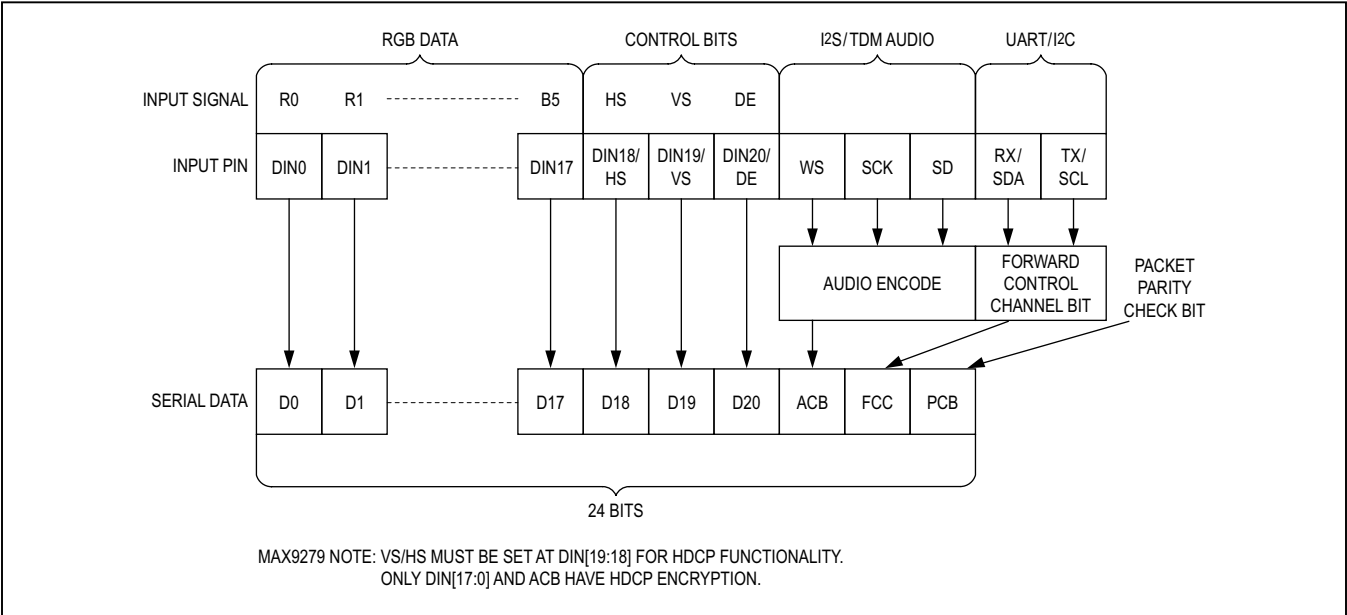 RGB DATA CONTROL BITS I2S/TDM AUDIO UART/I2C
INPUT SIGNAL R0 R1 B5 HS VS DE
INPUT PIN DIN0 DIN1 DIN17 DIN18/ HS DIN19/ VS DIN20/ DE WS SCK SD RX/ SDA TX/ SCL
AUDIO ENCODE
FORWARD
CONTROL
CHANNEL BIT
PACKET
PARITY
CHECK BIT
SERIAL DATA D0 D1 D17 D18 D19 D20 ACB FCC PCB
24 BITS
MAX9279 NOTE: VS/HS MUST BE SET AT DIN[19:18] FOR HDCP FUNCTIONALITY.
ONLY DIN[17:0] AND ACB HAVE HDCP ENCRYPTION.